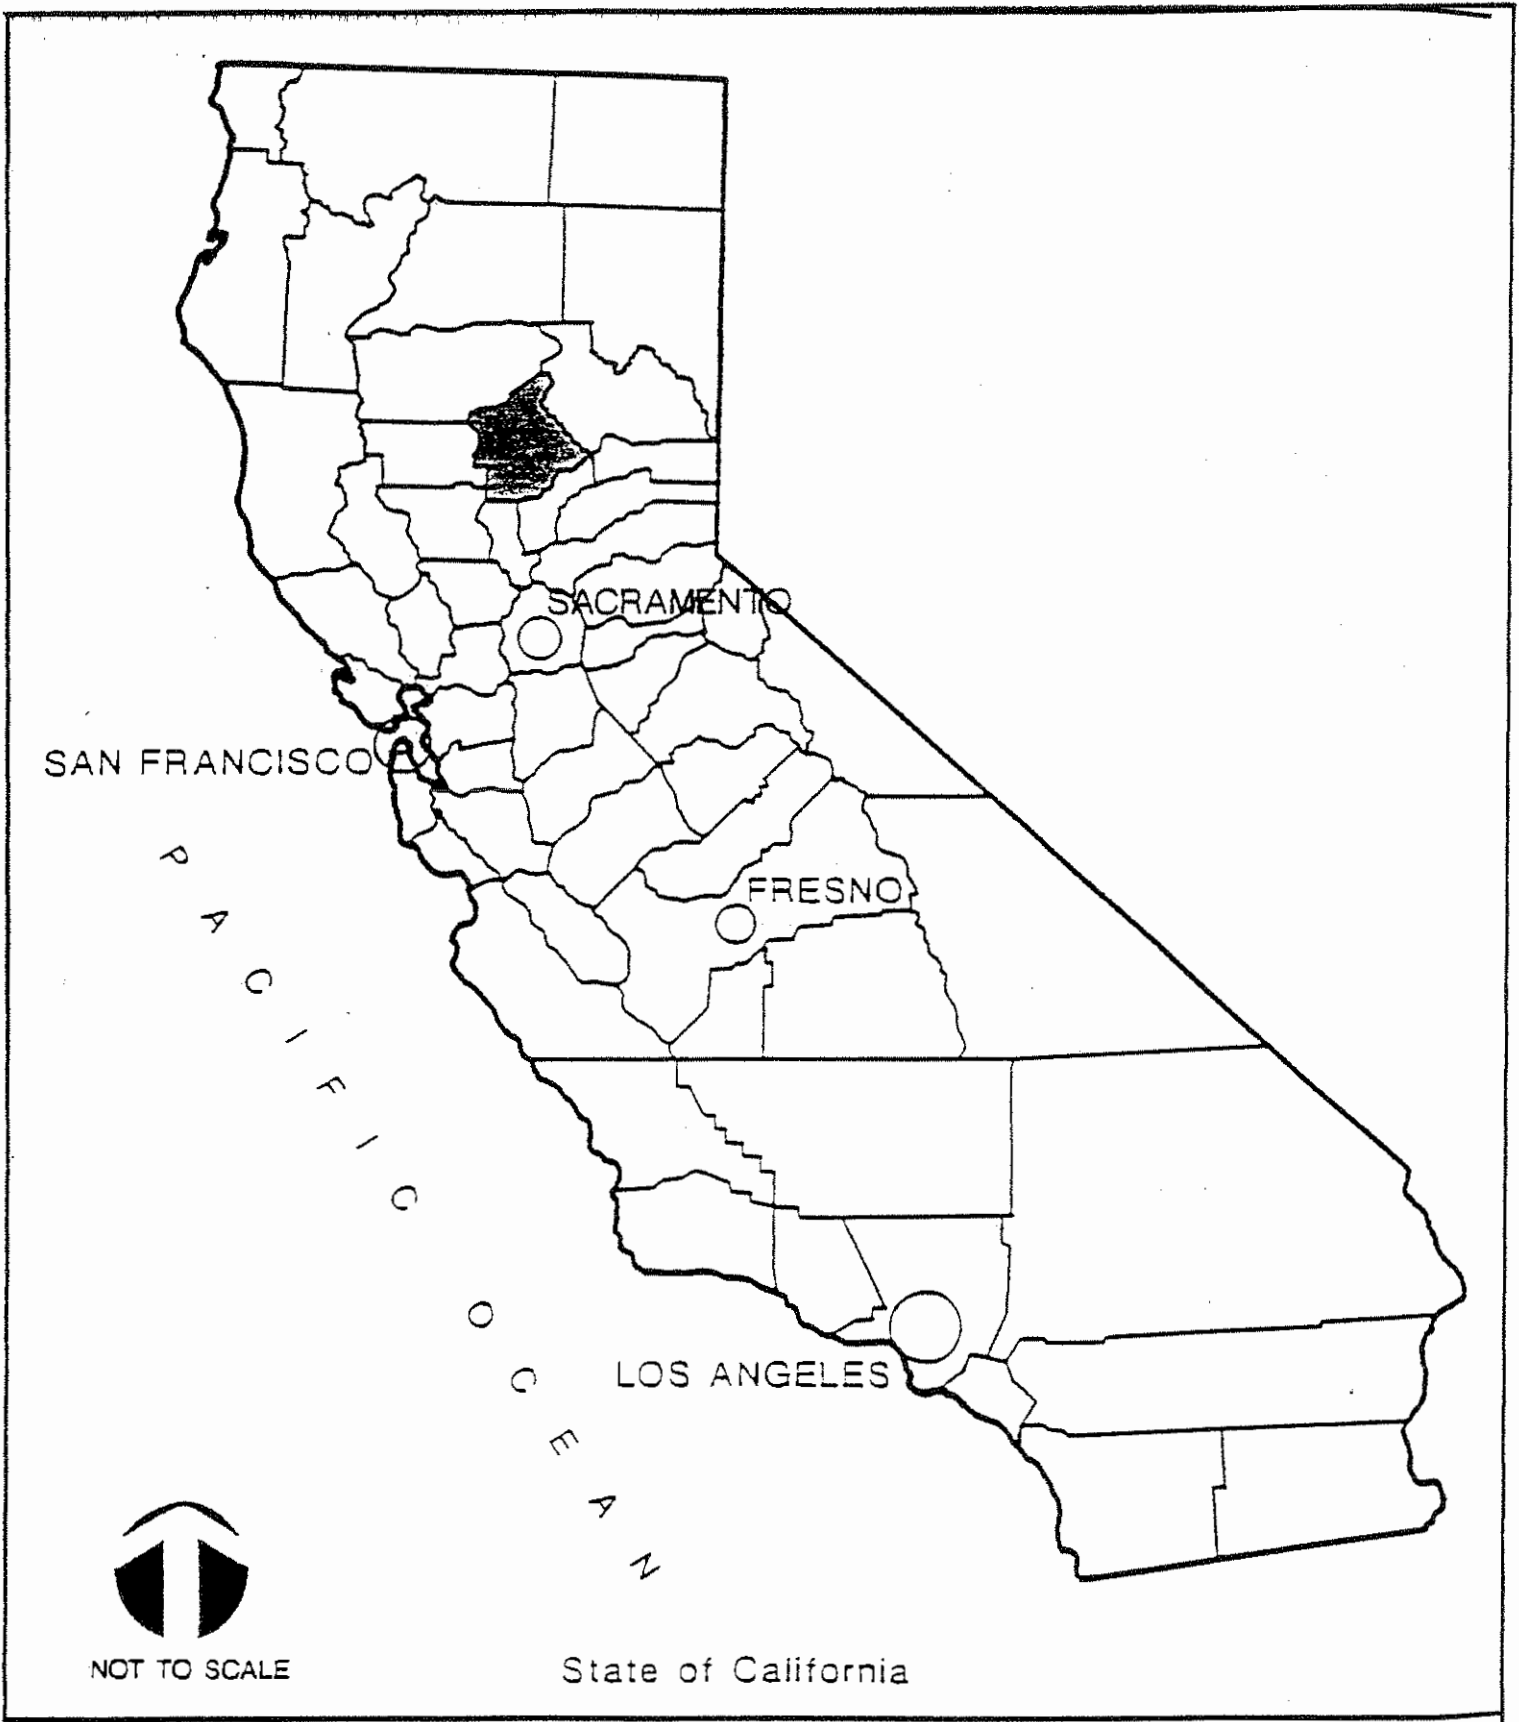 SACRAMENTO
SAN FRANCISCO
FRESNO
PACIFIC OCEAN
LOS ANGELES
NOT TO SCALE
State of California